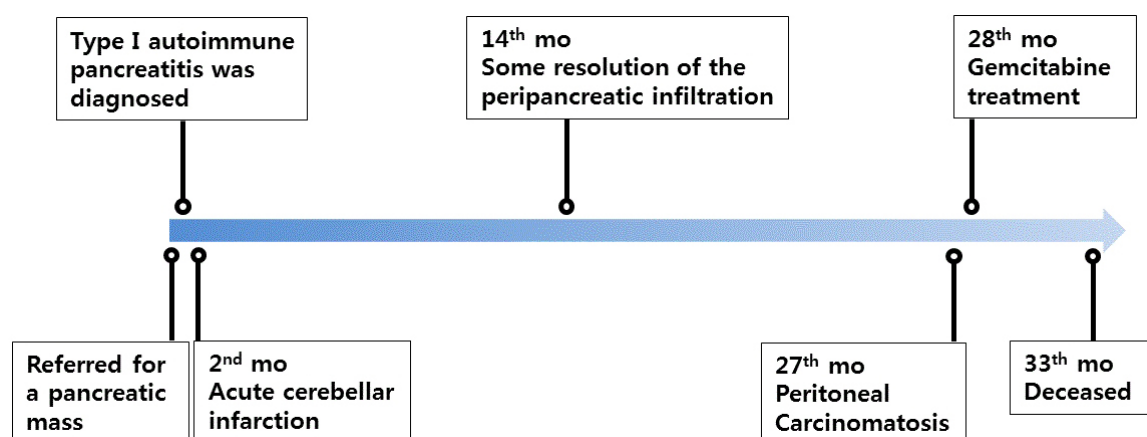 Type I autoimmune
pancreatitis was
diagnosed
14th mo
Some resolution of the
peripancreatic infiltration
28th mo
Gemcitabine
treatment
Referred for
a pancreatic
mass
2nd mo
Acute cerebellar
infarction
27th mo
Peritoneal
Carcinomatosis
33th mo
Deceased